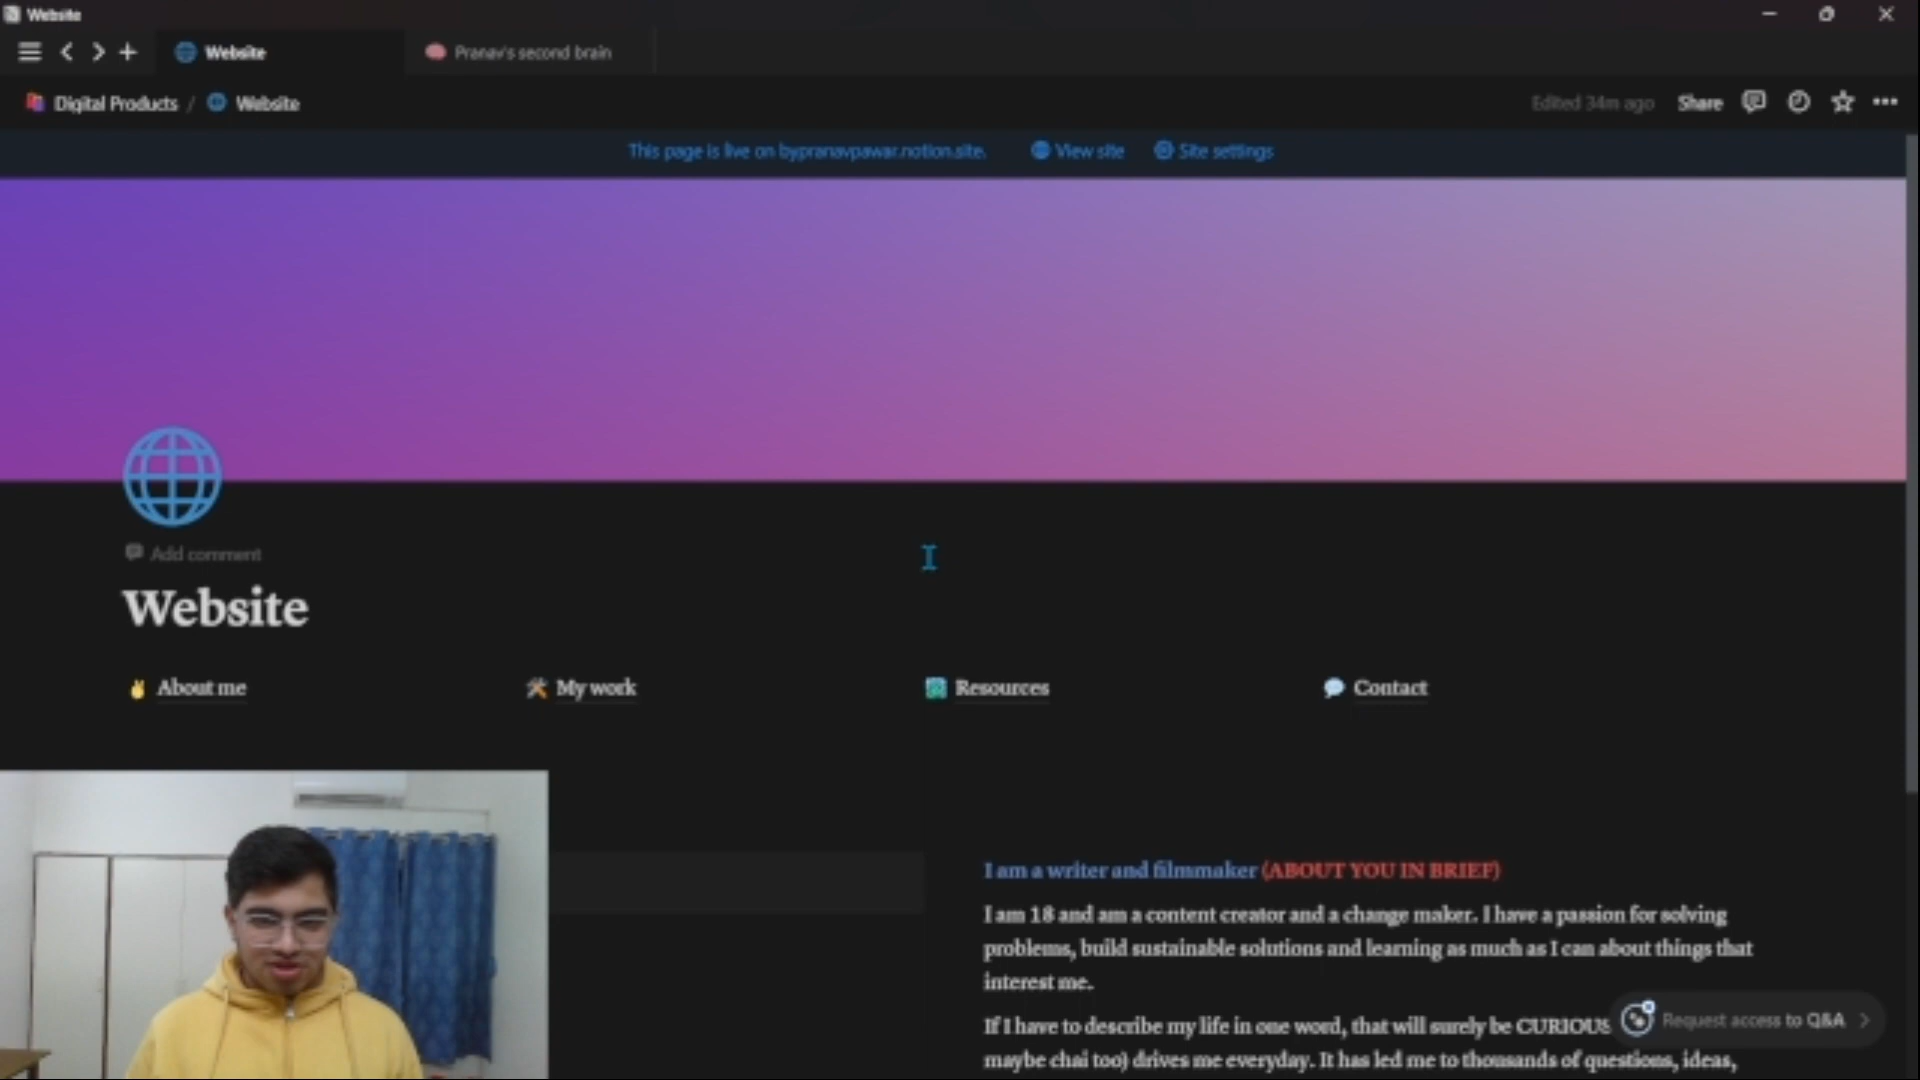 Website
Website
Pranav's second brain
Digital Products / Website
Edited 34m ago
Share
This page is live on bypranavpawar.notion.site.
View site
Site settings
Add comment
Website
About me
My work
Resources
Contact
I am a writer and filmmaker (ABOUT YOU IN BRIEF)
I am 18 and am a content creator and a change maker. I have a passion for solving
problems, build sustainable solutions and learning as much as I can about things that
interest me.
If I have to describe my life in one word, that will surely be CURIOUS
maybe chai too) drives me everyday. It has led me to thousands of questions, ideas,
Request access to Q&A